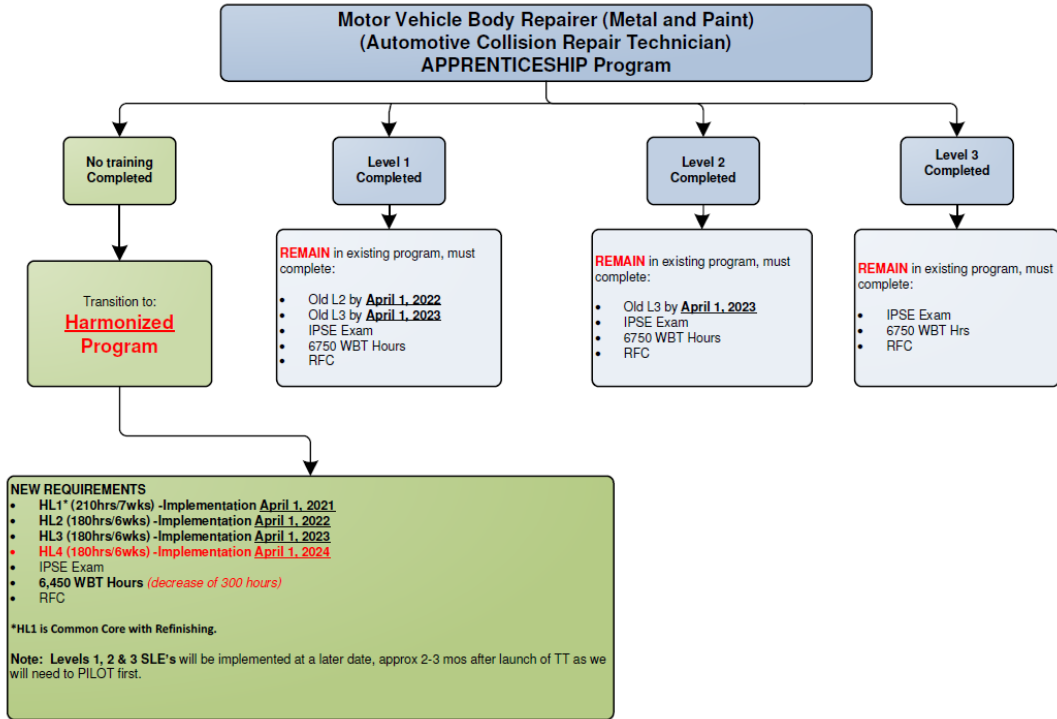 Motor Vehicle Body Repairer (Metal and Paint)
(Automotive Collision Repair Technician)
APPRENTICESHIP Program
No training
Completed
Level 1
Completed
Level 2
Completed
Level 3
Completed
Transition to:
Harmonized
Program
REMAIN in existing program, must
complete:
• Old L2 by April 1, 2022
• Old L3 by April 1, 2023
• IPSE Exam
• 6750 WBT Hours
• RFC
REMAIN in existing program, must
complete:
• Old L3 by April 1, 2023
• IPSE Exam
• 6750 WBT Hours
• RFC
REMAIN in existing program, must
complete:
• IPSE Exam
• 6750 WBT Hrs
• RFC
NEW REQUIREMENTS
• HL1* (210hrs/7wks) -Implementation April 1, 2021
• HL2 (180hrs/6wks) -Implementation April 1, 2022
• HL3 (180hrs/6wks) -Implementation April 1, 2023
• HL4 (180hrs/6wks) -Implementation April 1, 2024
• IPSE Exam
• 6,450 WBT Hours (decrease of 300 hours)
• RFC
*HL1 is Common Core with Refinishing.
Note: Levels 1, 2 & 3 SLE's will be implemented at a later date, approx 2-3 mos after launch of TT as we
will need to PILOT first.